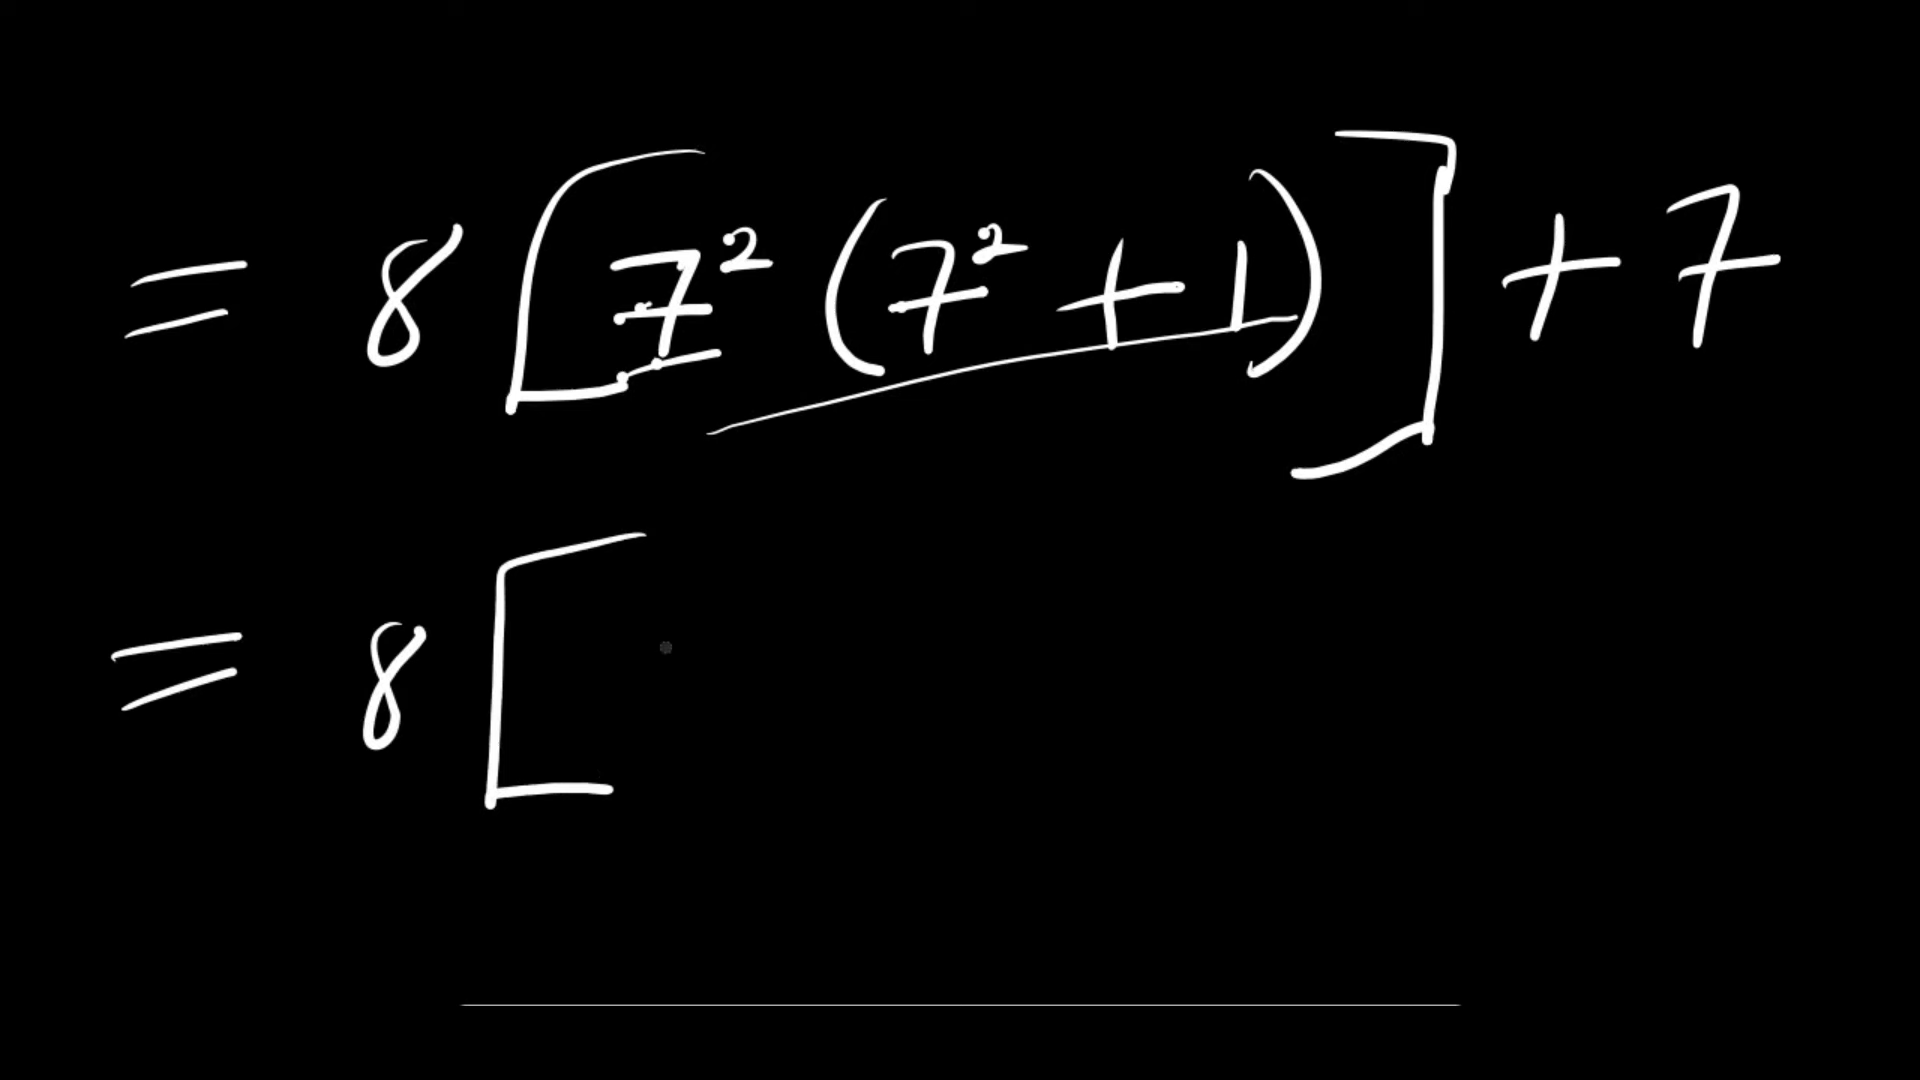 = 8 [7² (7² + 1)] + 7
= 8 [